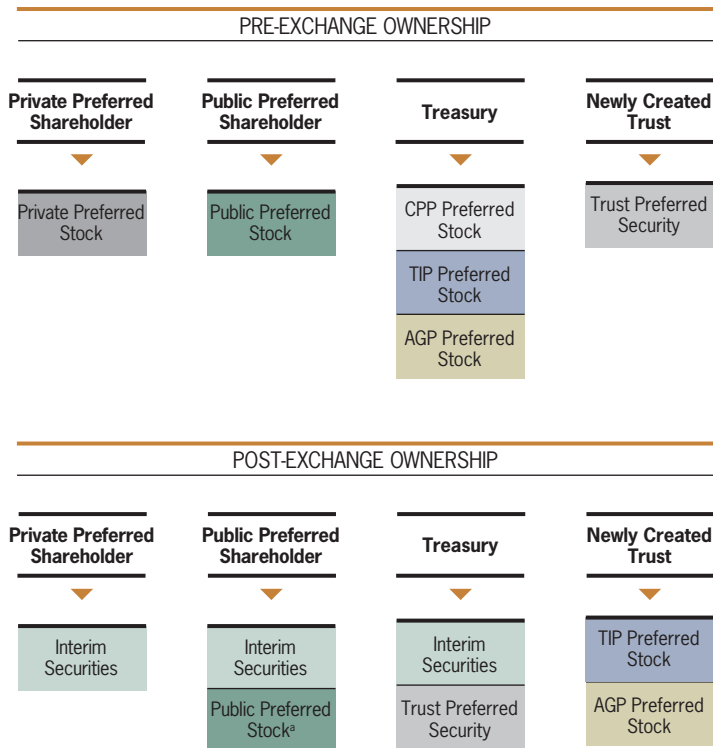 PRE-EXCHANGE OWNERSHIP
Private Preferred
Shareholder
Public Preferred
Shareholder
Treasury
Newly Created
Trust
Private Preferred
Stock
Public Preferred
Stock
CPP Preferred
Stock
TIP Preferred
Stock
AGP Preferred
Stock
Trust Preferred
Security
POST-EXCHANGE OWNERSHIP
Private Preferred
Shareholder
Public Preferred
Shareholder
Treasury
Newly Created
Trust
Interim
Securities
Interim
Securities
Public Preferred
Stockᵃ
Interim
Securities
Trust Preferred
Security
TIP Preferred
Stock
AGP Preferred
Stock